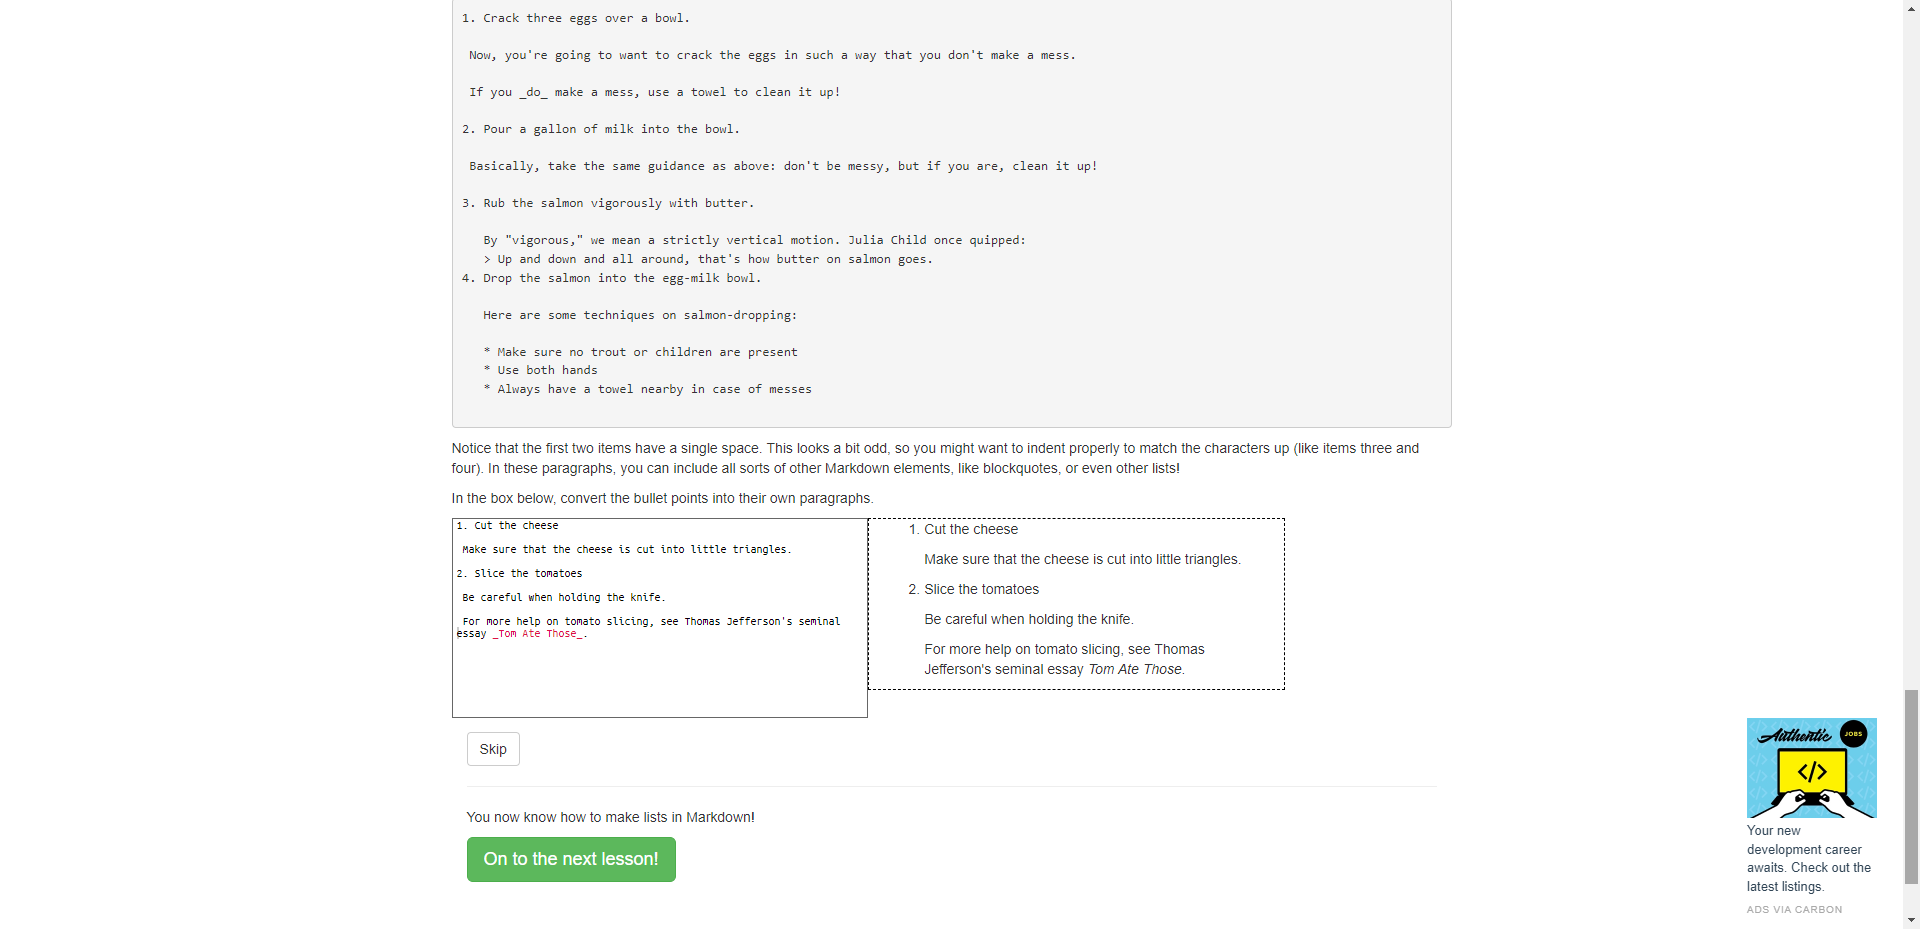 1. Crack three eggs over a bowl.
Now, you're going to want to crack the eggs in such a way that you don't make a mess.
If you _do_ make a mess, use a towel to clean it up!
2. Pour a gallon of milk into the bowl.
Basically, take the same guidance as above: don't be messy, but if you are, clean it up!
3. Rub the salmon vigorously with butter.
By "vigorous," we mean a strictly vertical motion. Julia Child once quipped:
> Up and down and all around, that's how butter on salmon goes.
4. Drop the salmon into the egg-milk bowl.
Here are some techniques on salmon-dropping:
* Make sure no trout or children are present
* Use both hands
* Always have a towel nearby in case of messes
Notice that the first two items have a single space. This looks a bit odd, so you might want to indent properly to match the characters up (like items three and
four). In these paragraphs, you can include all sorts of other Markdown elements, like blockquotes, or even other lists!
In the box below, convert the bullet points into their own paragraphs.
1. Cut the cheese
Make sure that the cheese is cut into little triangles.
2. Slice the tomatoes
Be careful when holding the knife.
For more help on tomato slicing, see Thomas Jefferson's seminal
essay _Tom Ate Those_.
1. Cut the cheese
Make sure that the cheese is cut into little triangles.
2. Slice the tomatoes
Be careful when holding the knife.
For more help on tomato slicing, see Thomas
Jefferson's seminal essay Tom Ate Those.
Skip
You now know how to make lists in Markdown!
On to the next lesson!
Authentic JOBS
</>
Your new
development career
awaits. Check out the
latest listings.
ADS VIA CARBON